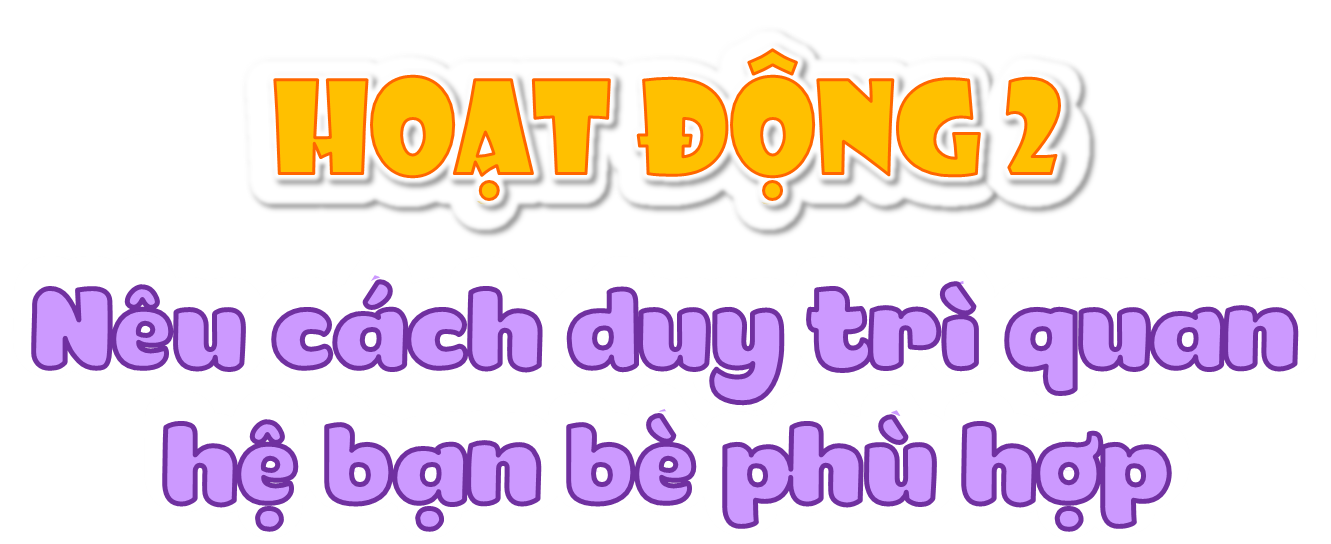 HOẠT ĐỘNG 2
Nêu cách duy trì quan
hệ bạn bè phù hợp